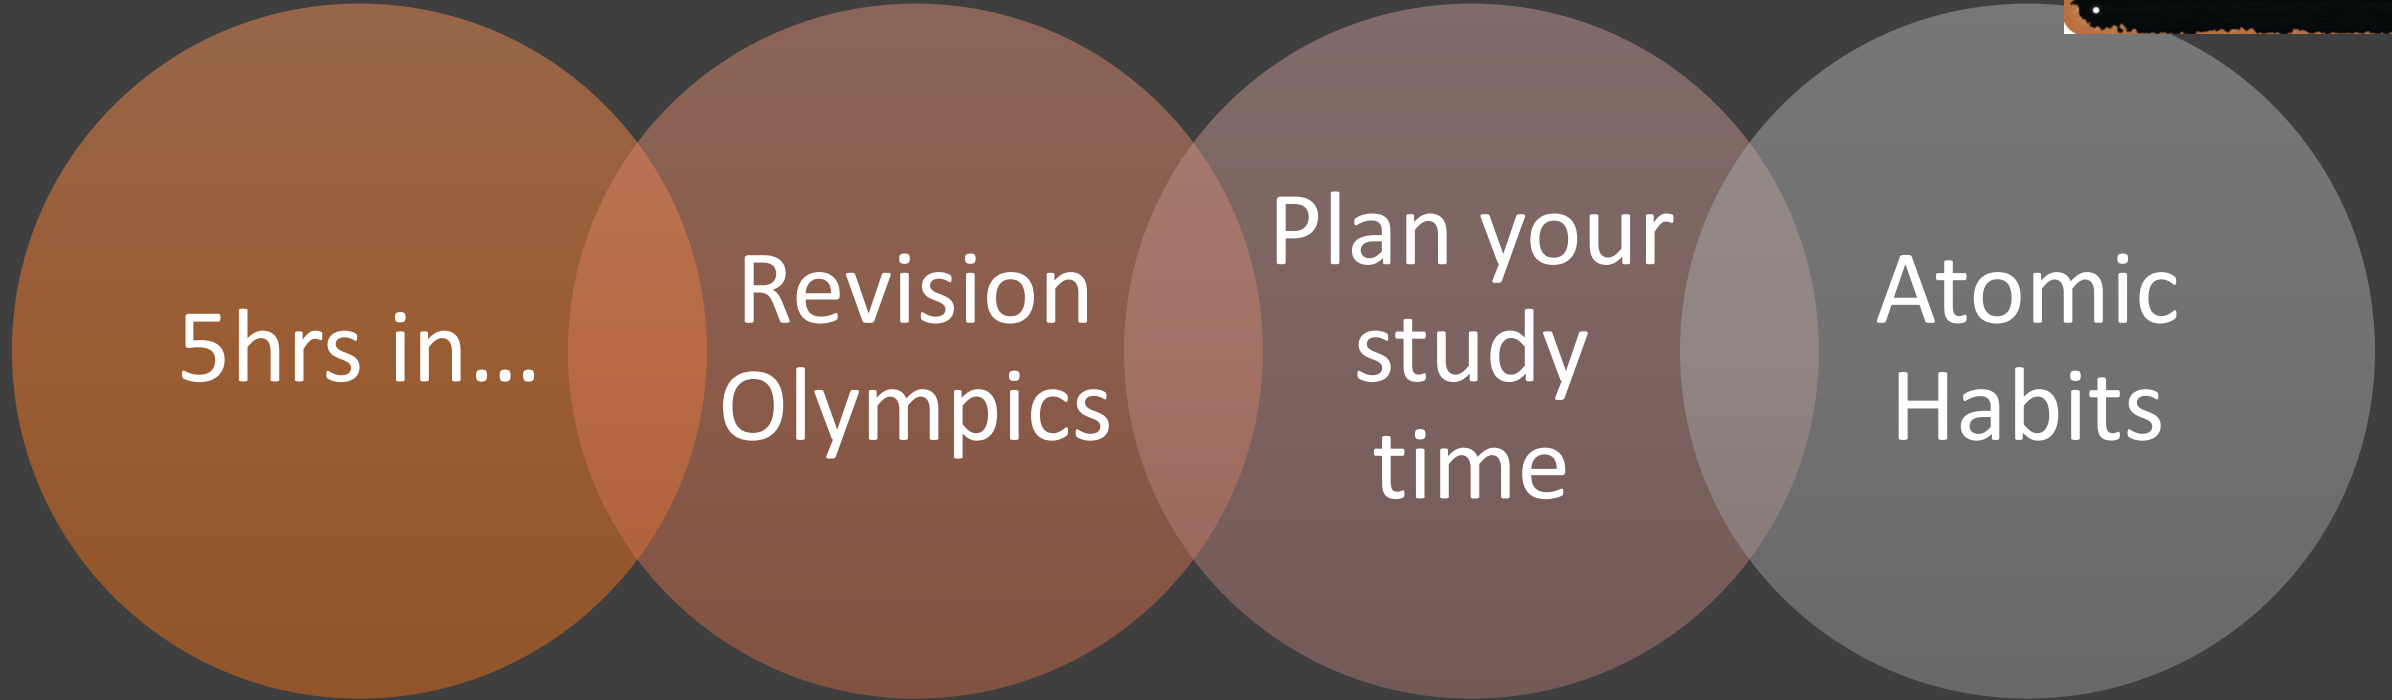 5hrs in...
Revision
Olympics
Plan your
study
time
Atomic
Habits